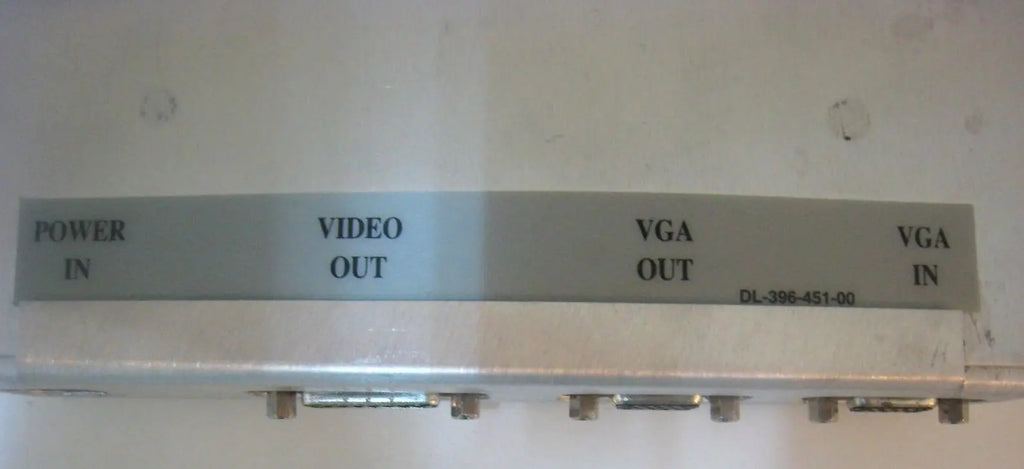 POWER IN
VIDEO OUT
VGA OUT
VGA IN
DL-396-451-00